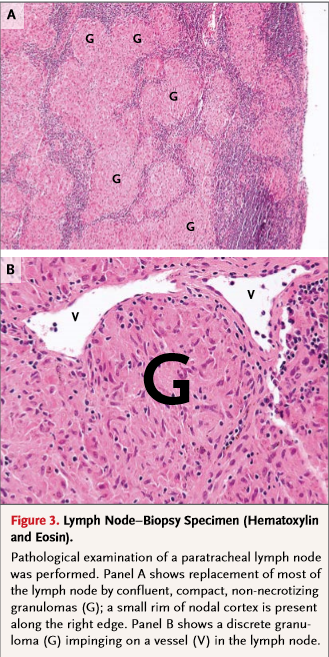 A
G G
G
G
G
B
V V
G
Figure 3. Lymph Node–Biopsy Specimen (Hematoxylin
and Eosin).
Pathological examination of a paratracheal lymph node
was performed. Panel A shows replacement of most of
the lymph node by confluent, compact, non-necrotizing
granulomas (G); a small rim of nodal cortex is present
along the right edge. Panel B shows a discrete granu-
loma (G) impinging on a vessel (V) in the lymph node.